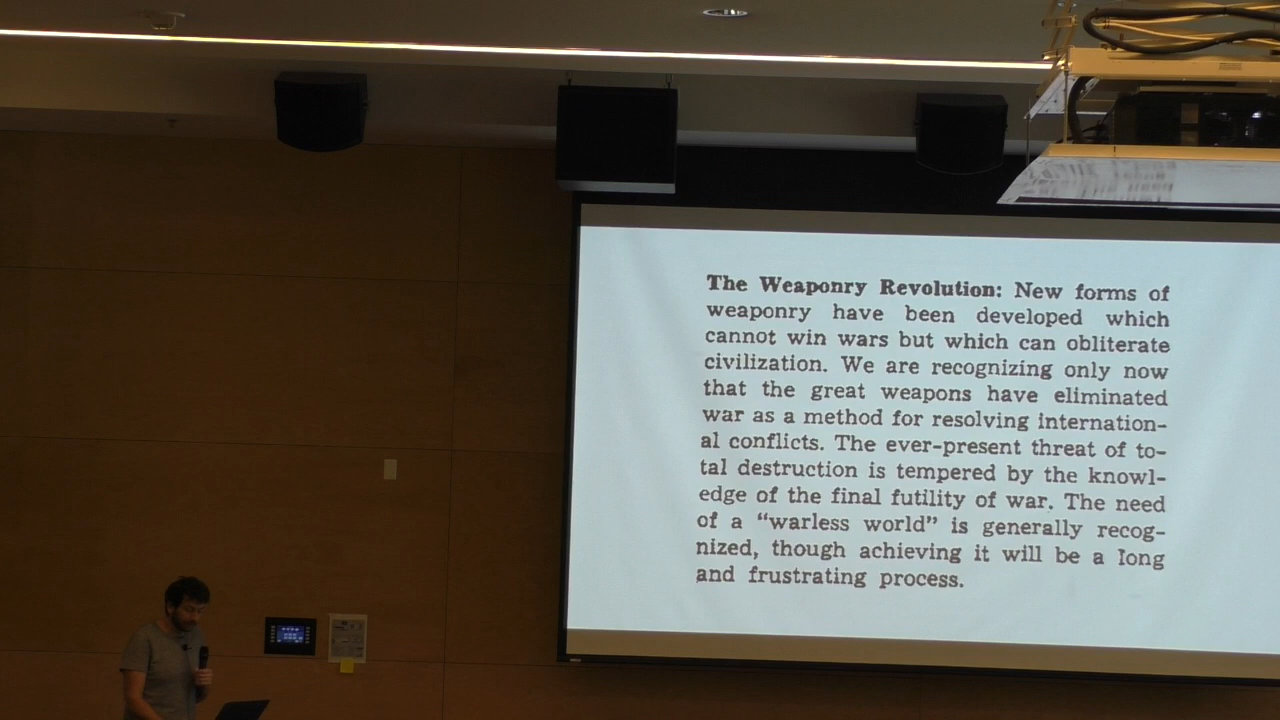 The Weaponry Revolution: New forms of
weaponry have been developed which
cannot win wars but which can obliterate
civilization. We are recognizing only now
that the great weapons have eliminated
war as a method for resolving internation-
al conflicts. The ever-present threat of to-
tal destruction is tempered by the knowl-
edge of the final futility of war. The need
of a “warless world” is generally recog-
nized, though achieving it will be a long
and frustrating process.